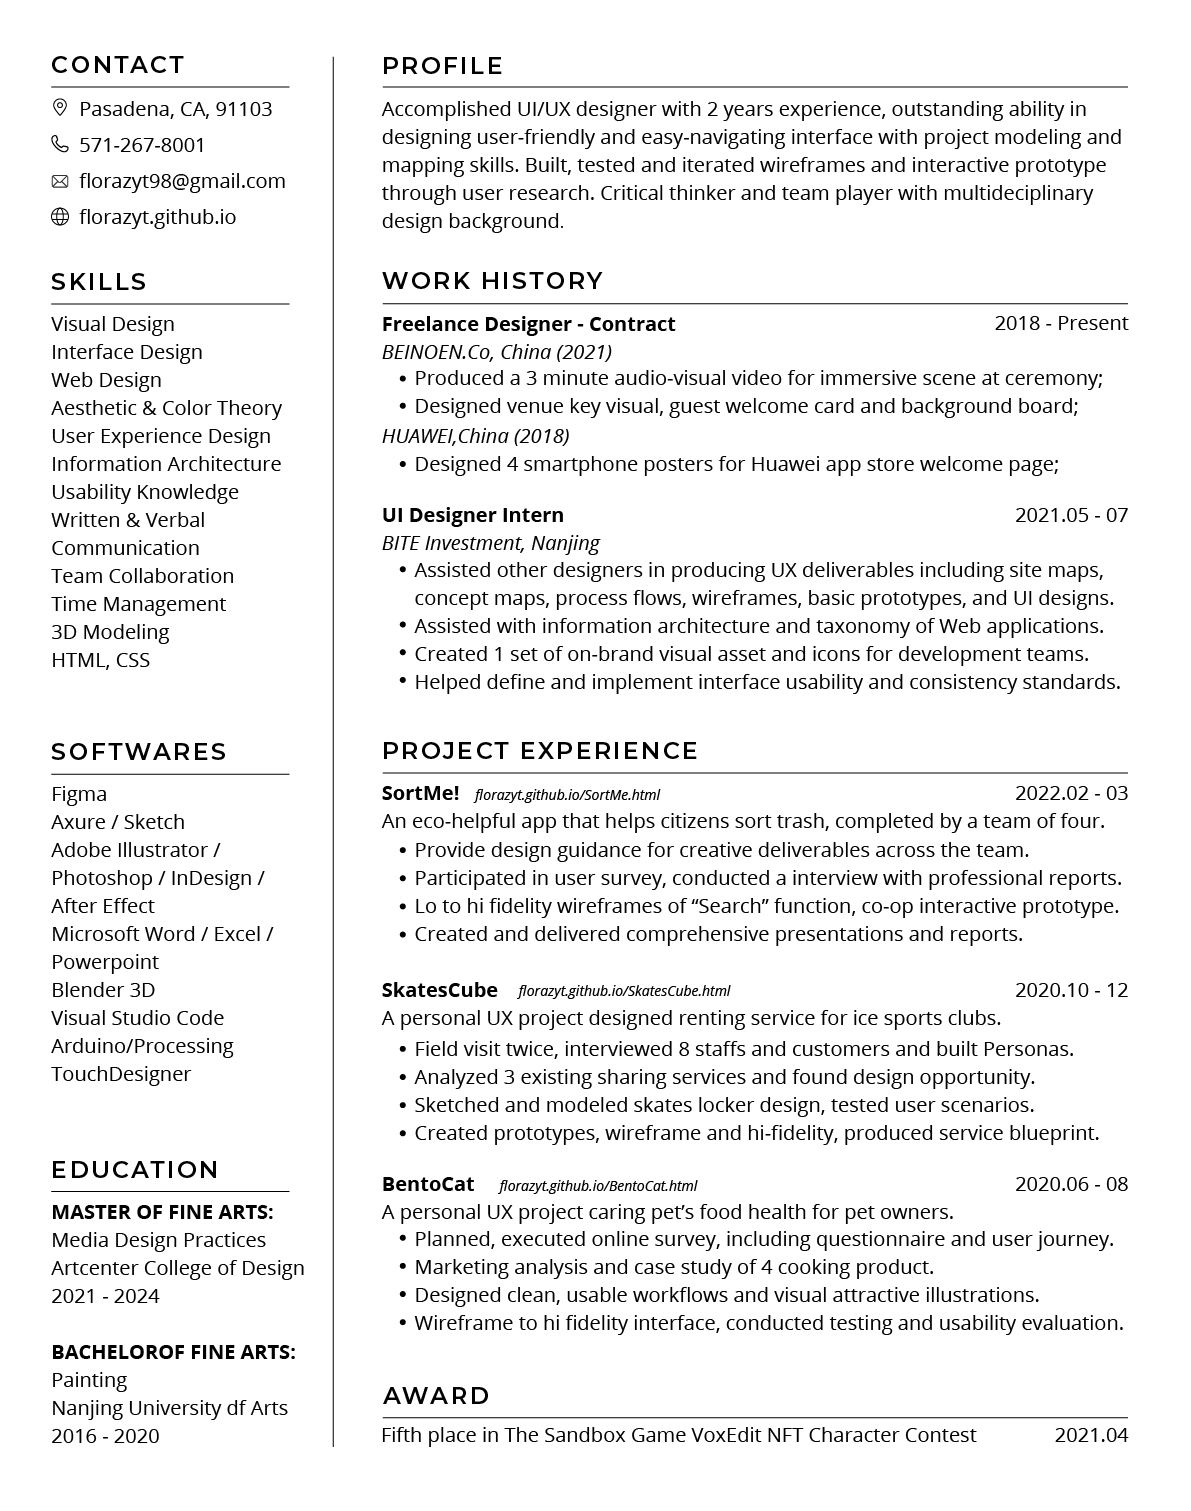 CONTACT
Pasadena, CA, 91103
571-267-8001
florazyt98@gmail.com
florazyt.github.io
SKILLS
Visual Design
Interface Design
Web Design
Aesthetic & Color Theory
User Experience Design
Information Architecture
Usability Knowledge
Written & Verbal
Communication
Team Collaboration
Time Management
3D Modeling
HTML, CSS
SOFTWARES
Figma
Axure / Sketch
Adobe Illustrator /
Photoshop / InDesign /
After Effect
Microsoft Word / Excel /
Powerpoint
Blender 3D
Visual Studio Code
Arduino/Processing
TouchDesigner
EDUCATION
MASTER OF FINE ARTS:
Media Design Practices
Artcenter College of Design
2021 - 2024
BACHELOROF FINE ARTS:
Painting
Nanjing University df Arts
2016 - 2020
PROFILE
Accomplished UI/UX designer with 2 years experience, outstanding ability in
designing user-friendly and easy-navigating interface with project modeling and
mapping skills. Built, tested and iterated wireframes and interactive prototype
through user research. Critical thinker and team player with multideciplinary
design background.
WORK HISTORY
Freelance Designer - Contract 2018 - Present
BEINOEN.Co, China (2021)
• Produced a 3 minute audio-visual video for immersive scene at ceremony;
• Designed venue key visual, guest welcome card and background board;
HUAWEI,China (2018)
• Designed 4 smartphone posters for Huawei app store welcome page;
UI Designer Intern 2021.05 - 07
BITE Investment, Nanjing
• Assisted other designers in producing UX deliverables including site maps,
concept maps, process flows, wireframes, basic prototypes, and UI designs.
• Assisted with information architecture and taxonomy of Web applications.
• Created 1 set of on-brand visual asset and icons for development teams.
• Helped define and implement interface usability and consistency standards.
PROJECT EXPERIENCE
SortMe! florazyt.github.io/SortMe.html 2022.02 - 03
An eco-helpful app that helps citizens sort trash, completed by a team of four.
• Provide design guidance for creative deliverables across the team.
• Participated in user survey, conducted a interview with professional reports.
• Lo to hi fidelity wireframes of “Search” function, co-op interactive prototype.
• Created and delivered comprehensive presentations and reports.
SkatesCube florazyt.github.io/SkatesCube.html 2020.10 - 12
A personal UX project designed renting service for ice sports clubs.
• Field visit twice, interviewed 8 staffs and customers and built Personas.
• Analyzed 3 existing sharing services and found design opportunity.
• Sketched and modeled skates locker design, tested user scenarios.
• Created prototypes, wireframe and hi-fidelity, produced service blueprint.
BentoCat florazyt.github.io/BentoCat.html 2020.06 - 08
A personal UX project caring pet’s food health for pet owners.
• Planned, executed online survey, including questionnaire and user journey.
• Marketing analysis and case study of 4 cooking product.
• Designed clean, usable workflows and visual attractive illustrations.
• Wireframe to hi fidelity interface, conducted testing and usability evaluation.
AWARD
Fifth place in The Sandbox Game VoxEdit NFT Character Contest 2021.04